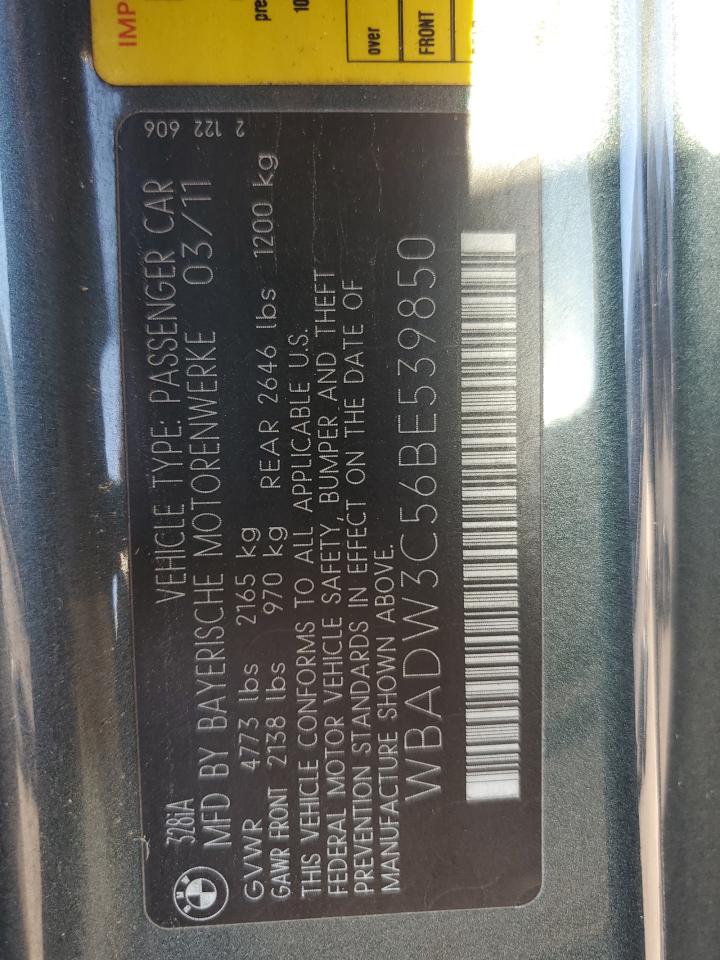 328iA
VEHICLE TYPE: PASSENGER CAR
2 122 606
MFD BY BAYERISCHE MOTORENWERKE 03/11
GVWR 4773 lbs 2165 kg
GAWR FRONT 2138 lbs 970 kg REAR 2646 lbs 1200 kg
THIS VEHICLE CONFORMS TO ALL APPLICABLE U.S.
FEDERAL MOTOR VEHICLE SAFETY, BUMPER AND THEFT
PREVENTION STANDARDS IN EFFECT ON THE DATE OF
MANUFACTURE SHOWN ABOVE.
WBADW3C56BE539850
BMW
IMP
pre
10
over
FRONT